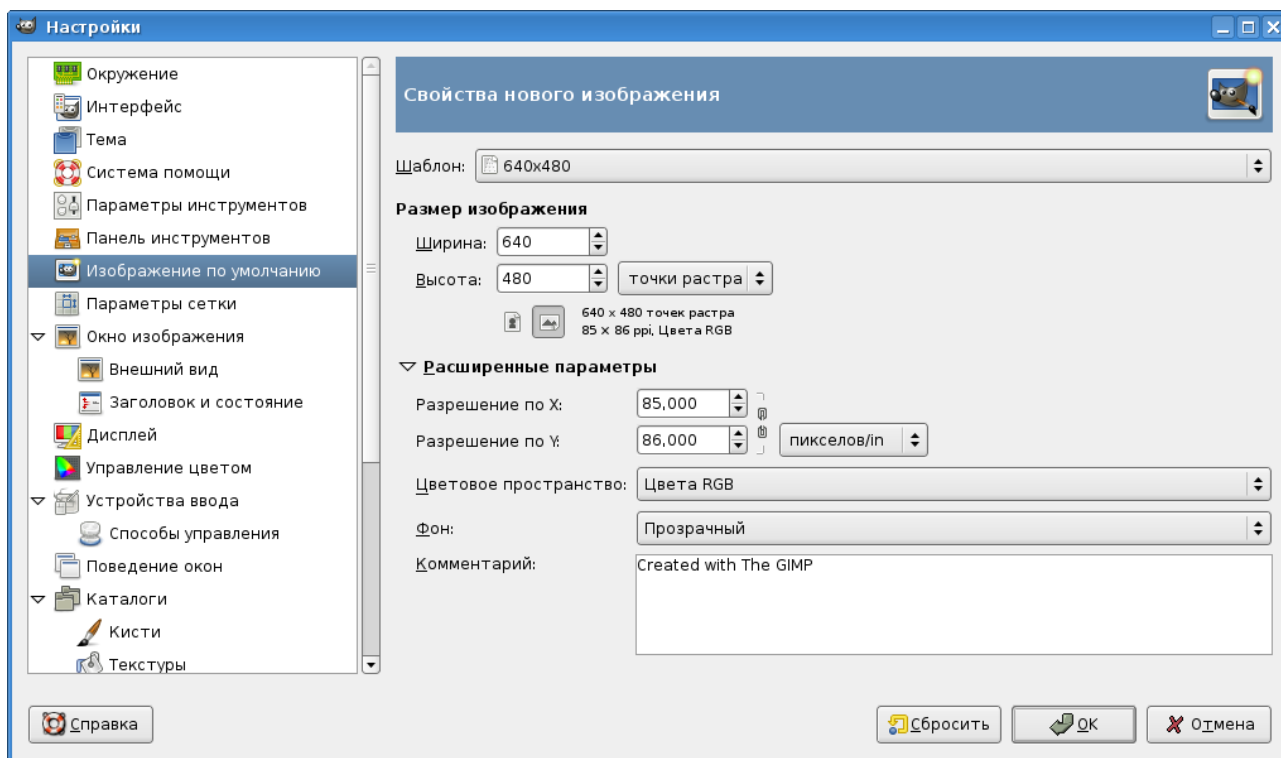 Настройки
Окружение
Интерфейс
Тема
Система помощи
Параметры инструментов
Панель инструментов
Изображение по умолчанию
Параметры сетки
Окно изображения
Внешний вид
Заголовок и состояние
Дисплей
Управление цветом
Устройства ввода
Способы управления
Поведение окон
Каталоги
Кисти
Текстуры
Свойства нового изображения
Шаблон: 640x480
Размер изображения
Ширина: 640
Высота: 480 точки растра
640 × 480 точек растра
85 × 86 ppi, Цвета RGB
Расширенные параметры
Разрешение по X: 85,000
Разрешение по Y: 86,000 пикселов/in
Цветовое пространство: Цвета RGB
Фон: Прозрачный
Комментарий: Created with The GIMP
Справка Сбросить OK Отмена